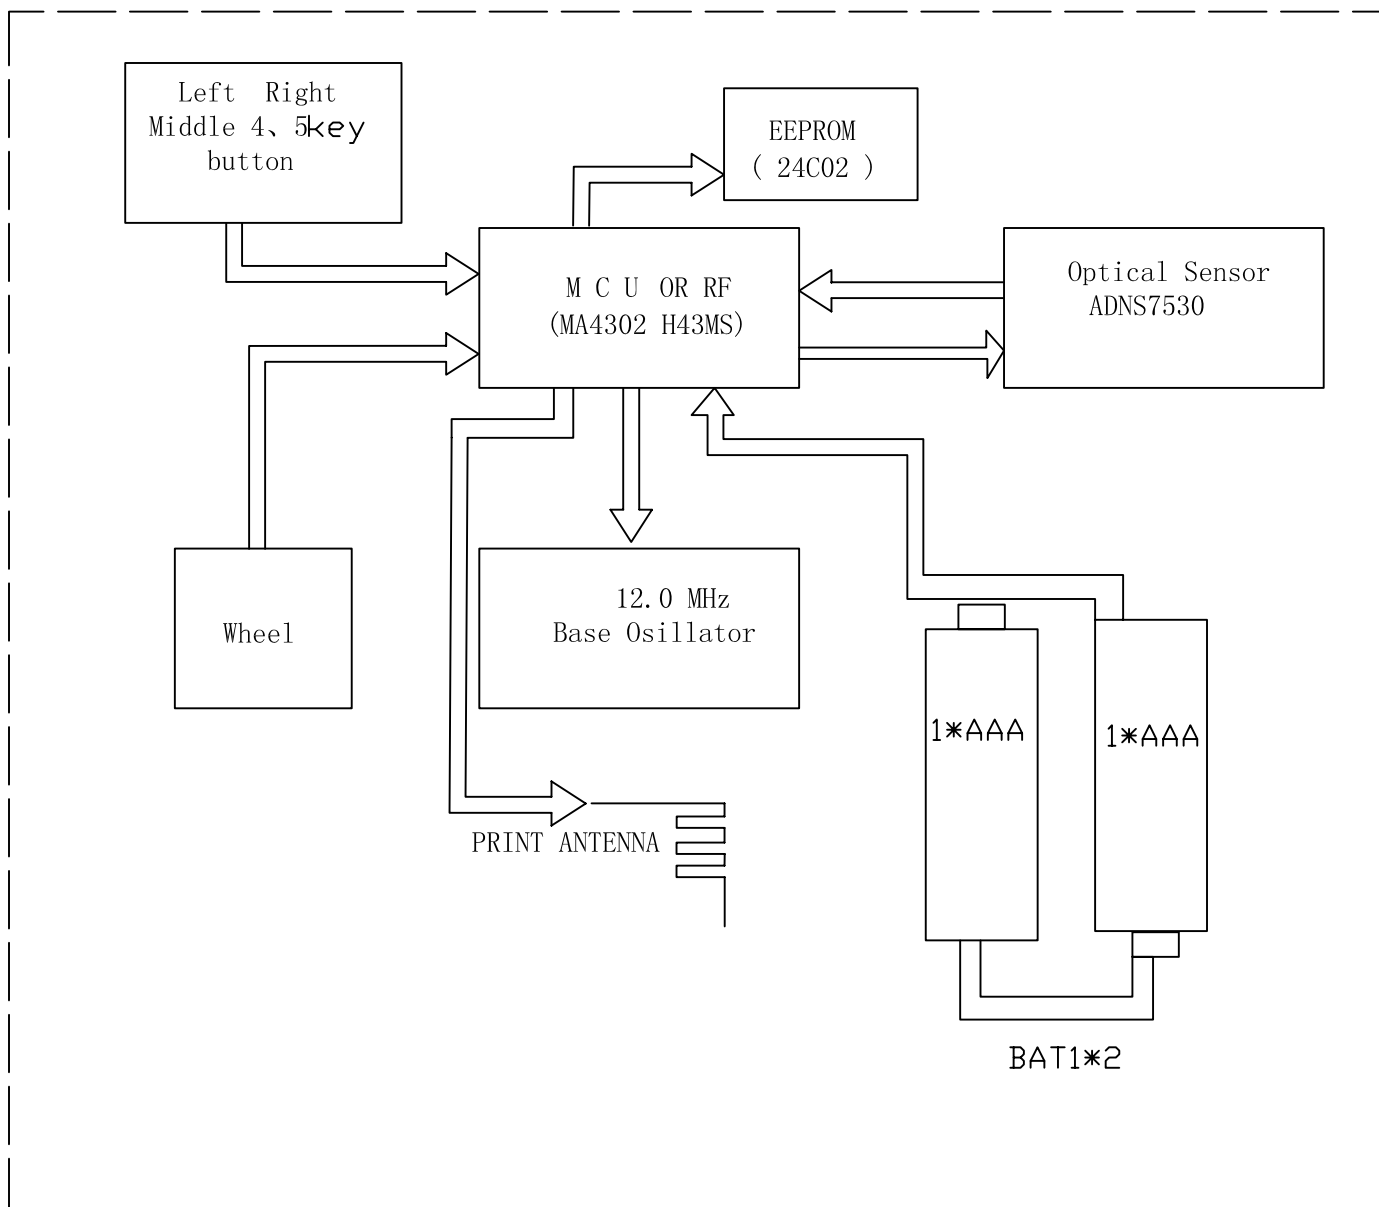 Left Right
Middle 4、5key
button
EEPROM
( 24C02 )
M C U OR RF
(MA4302 H43MS)
Optical Sensor
ADNS7530
Wheel
12.0 MHz
Base Osillator
1*AAA
1*AAA
PRINT ANTENNA
BAT1*2